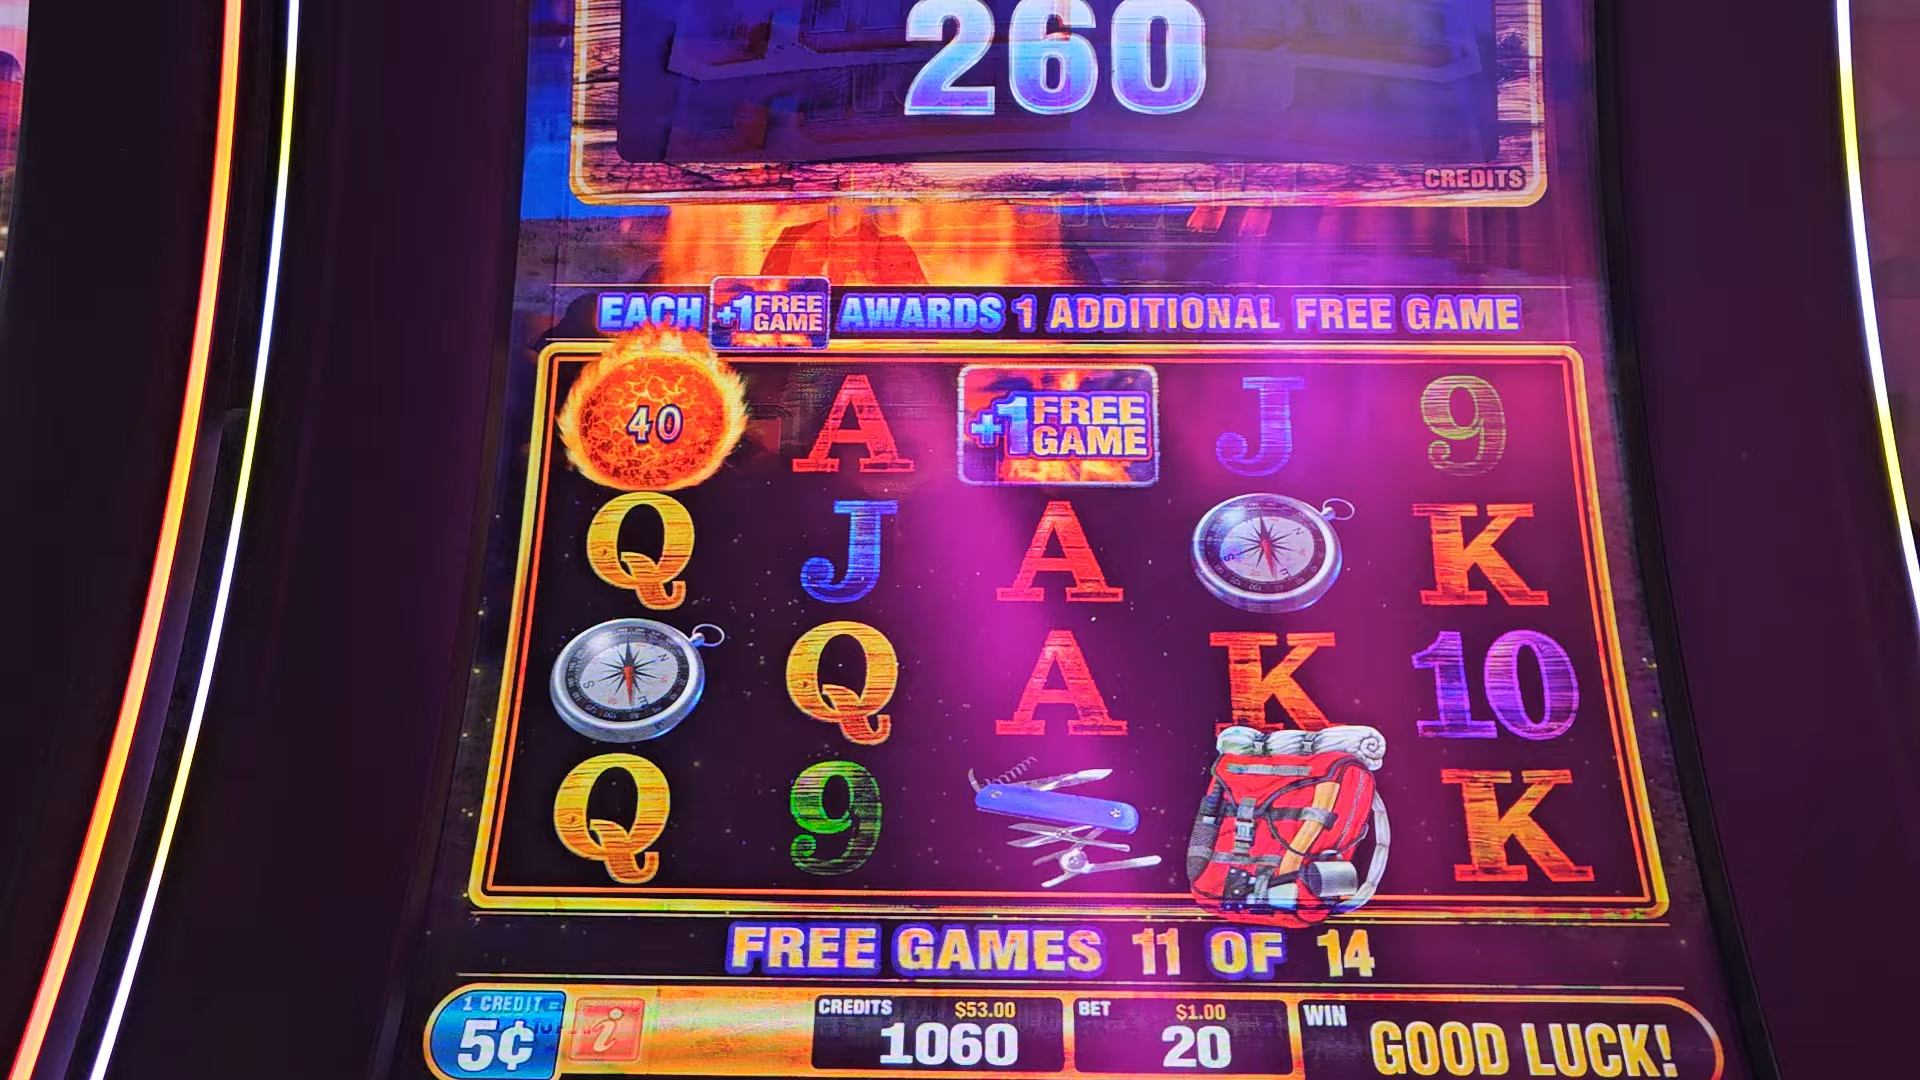 260
CREDITS
EACH +1 FREE GAME AWARDS 1 ADDITIONAL FREE GAME
40 A +1 FREE GAME J 9
Q J A K
Q A K 10
Q 9 K
FREE GAMES 11 OF 14
1 CREDIT = 5¢ i CREDITS $53.00 1060 BET $1.00 20 WIN GOOD LUCK!